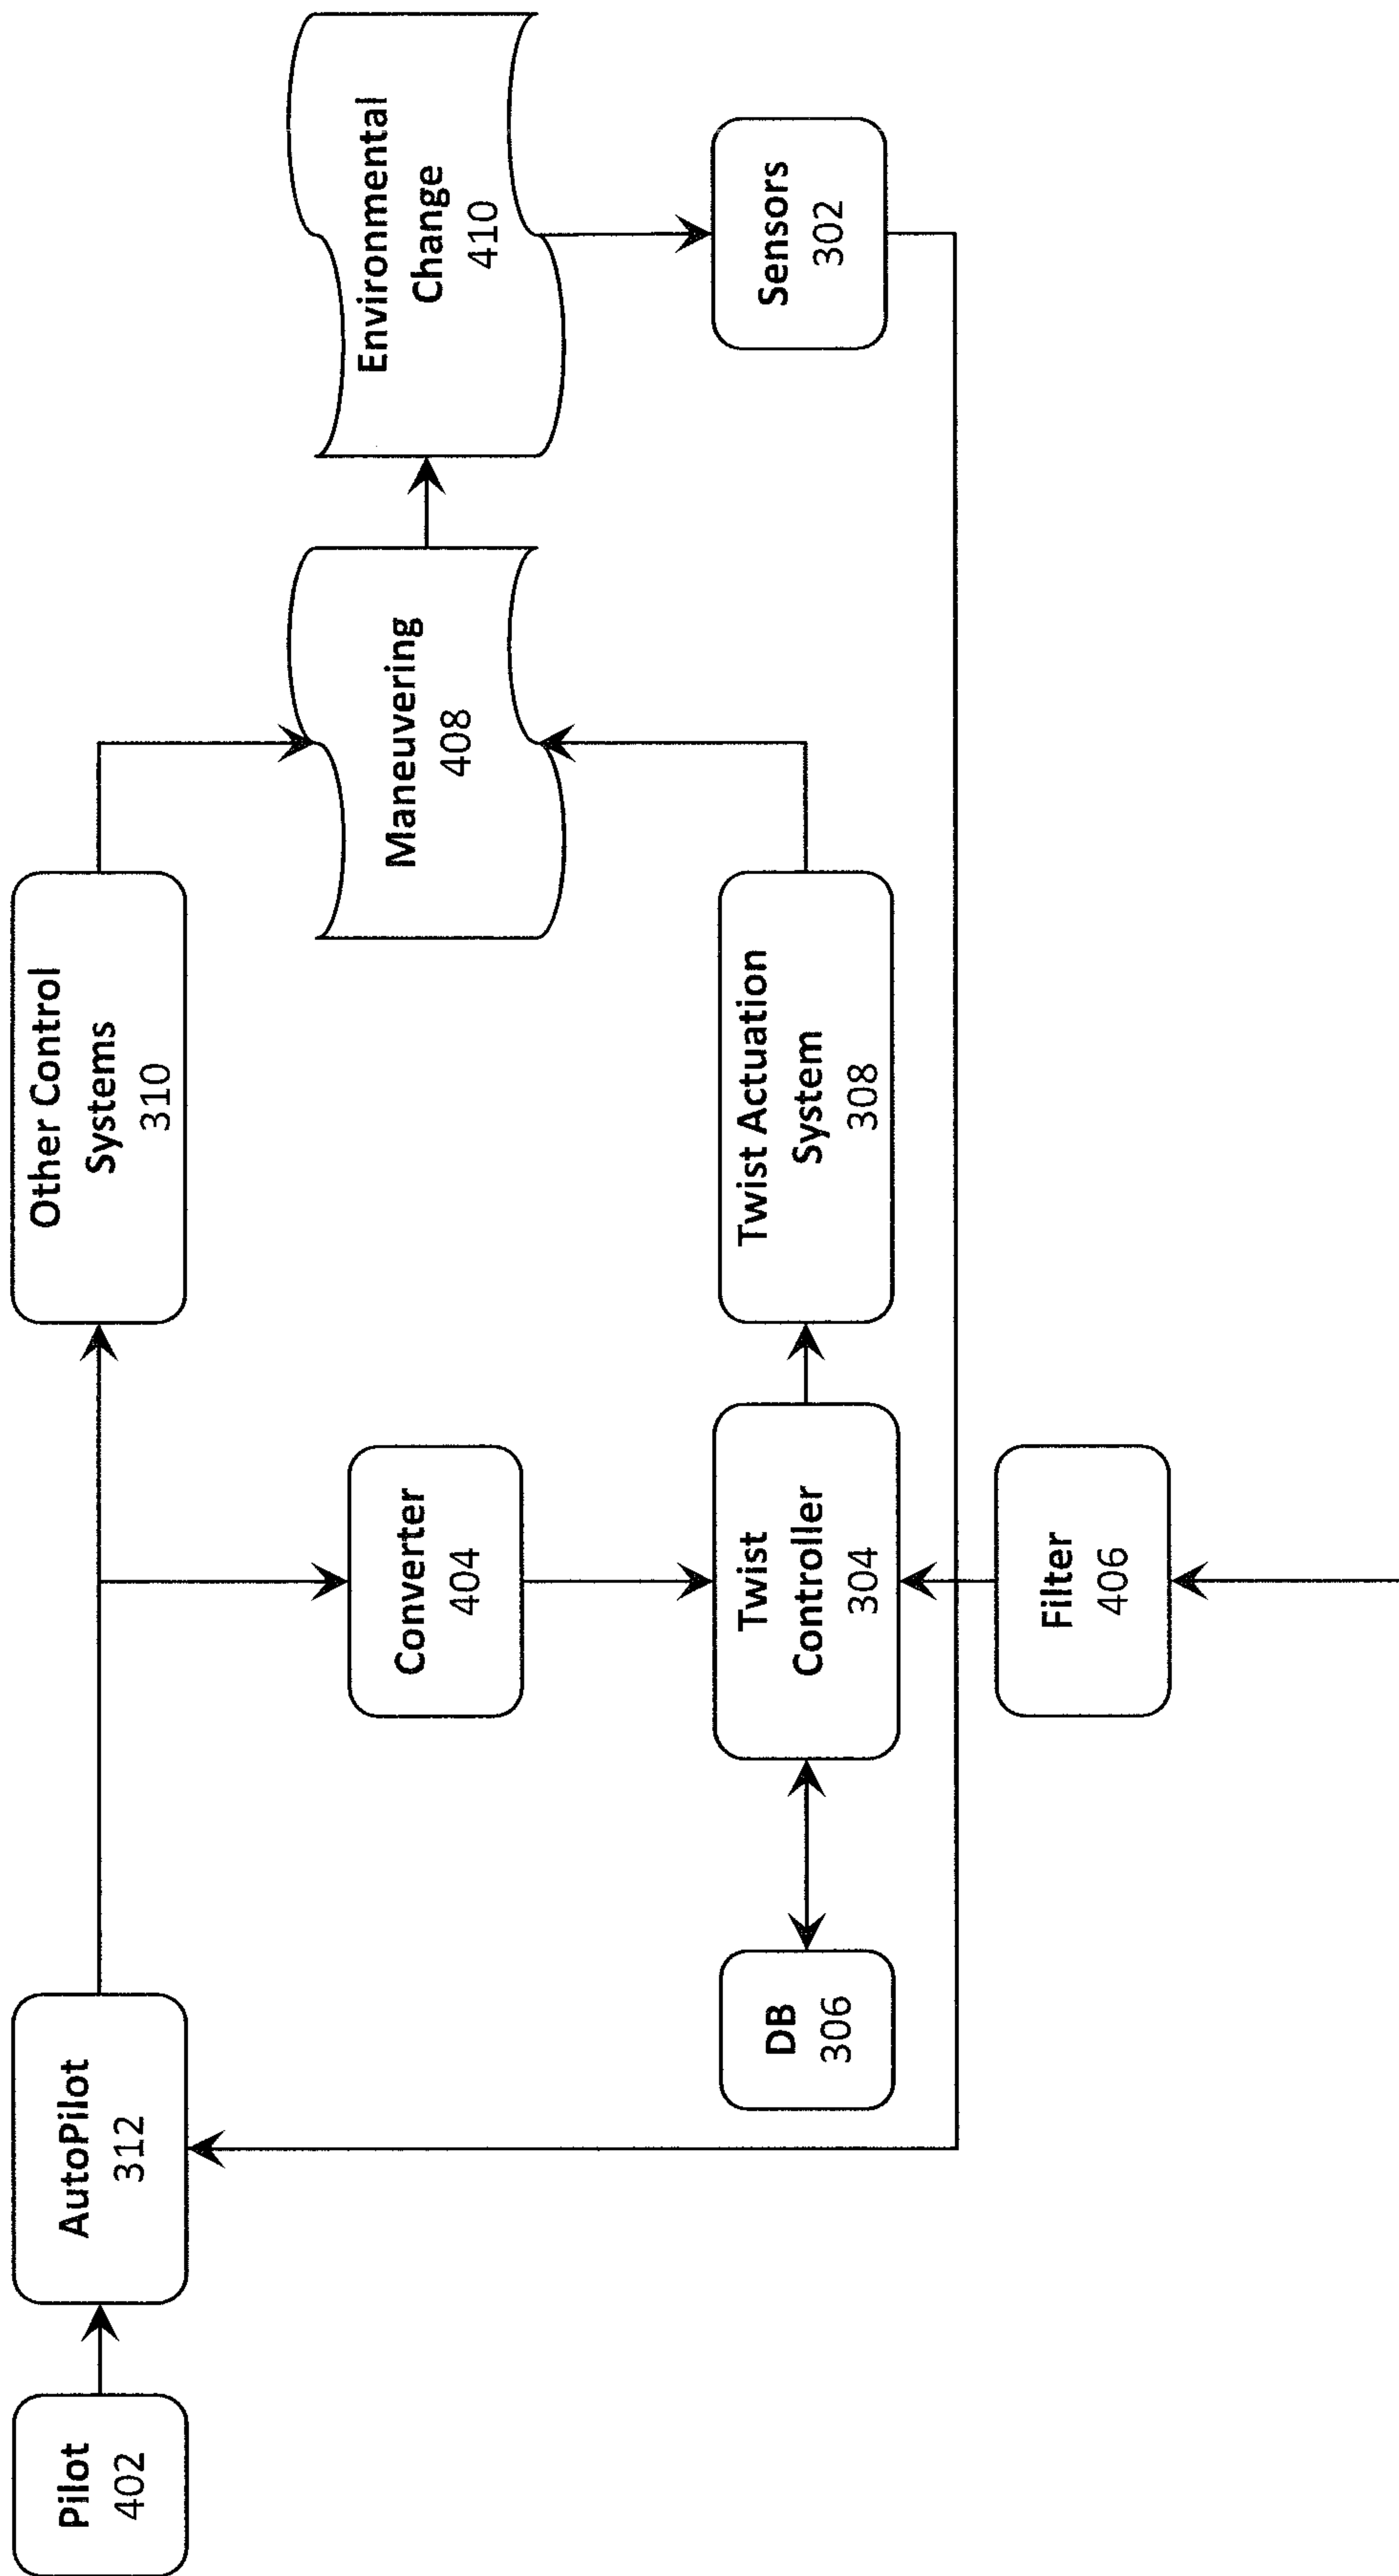 Pilot
402
AutoPilot
312
Other Control
Systems
310
Converter
404
Maneuvering
408
Environmental
Change
410
DB
306
Twist
Controller
304
Twist Actuation
System
308
Sensors
302
Filter
406